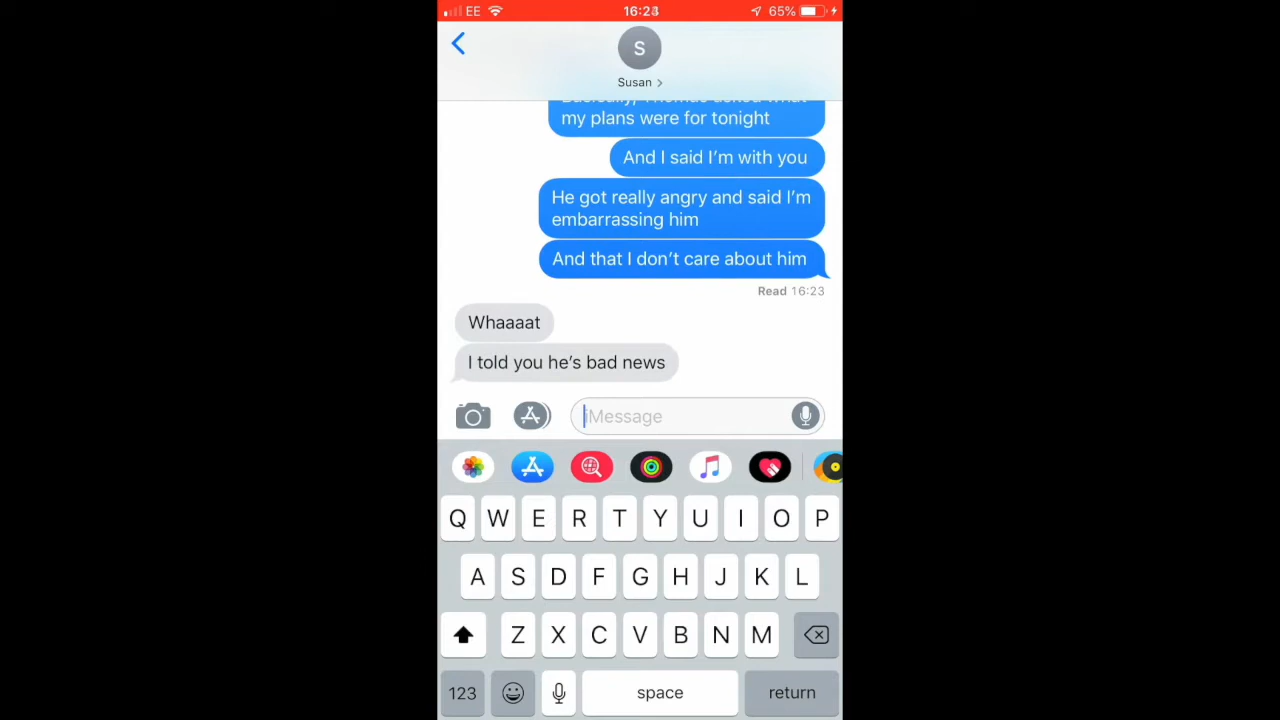 EE 16:23 65%
S
Susan >
my plans were for tonight
And I said I'm with you
He got really angry and said I'm
embarrassing him
And that I don't care about him
Read 16:23
Whaaaat
I told you he's bad news
iMessage
Q W E R T Y U I O P
A S D F G H J K L
Z X C V B N M
123 space return